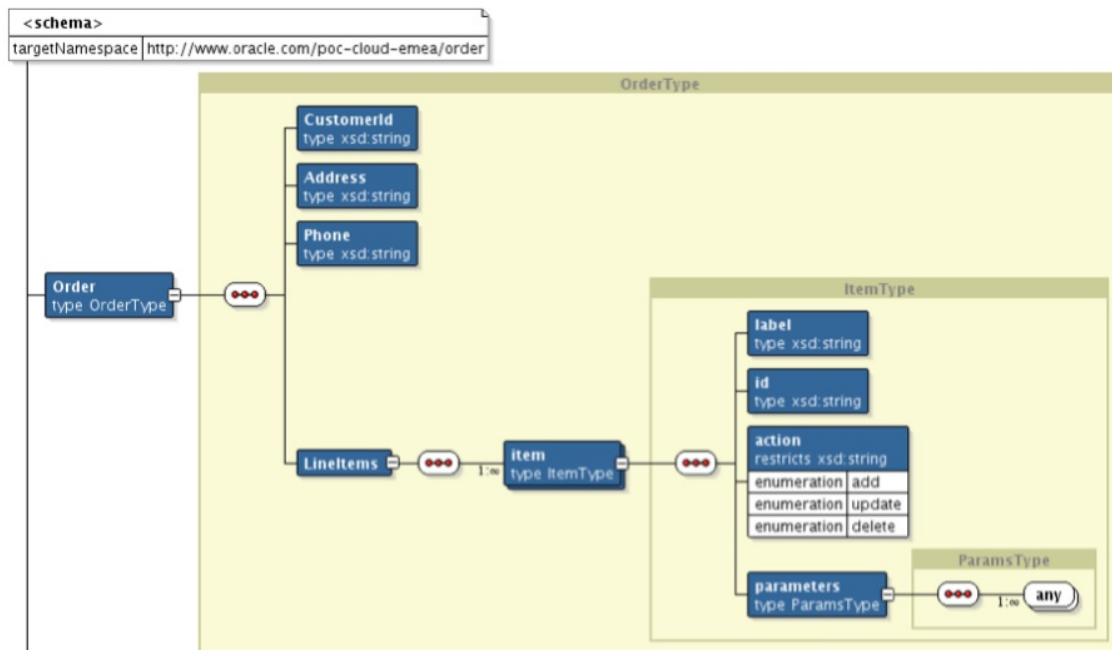 <schema>
targetNamespace http://www.oracle.com/poc-cloud-emea/order
OrderType
CustomerId
type xsd:string
Address
type xsd:string
Phone
type xsd:string
Order
type OrderType
ItemType
label
type xsd:string
id
type xsd:string
action
restricts xsd:string
enumeration add
enumeration update
enumeration delete
LineItems
1:∞
item
type ItemType
ParamsType
parameters
type ParamsType
1:∞
any